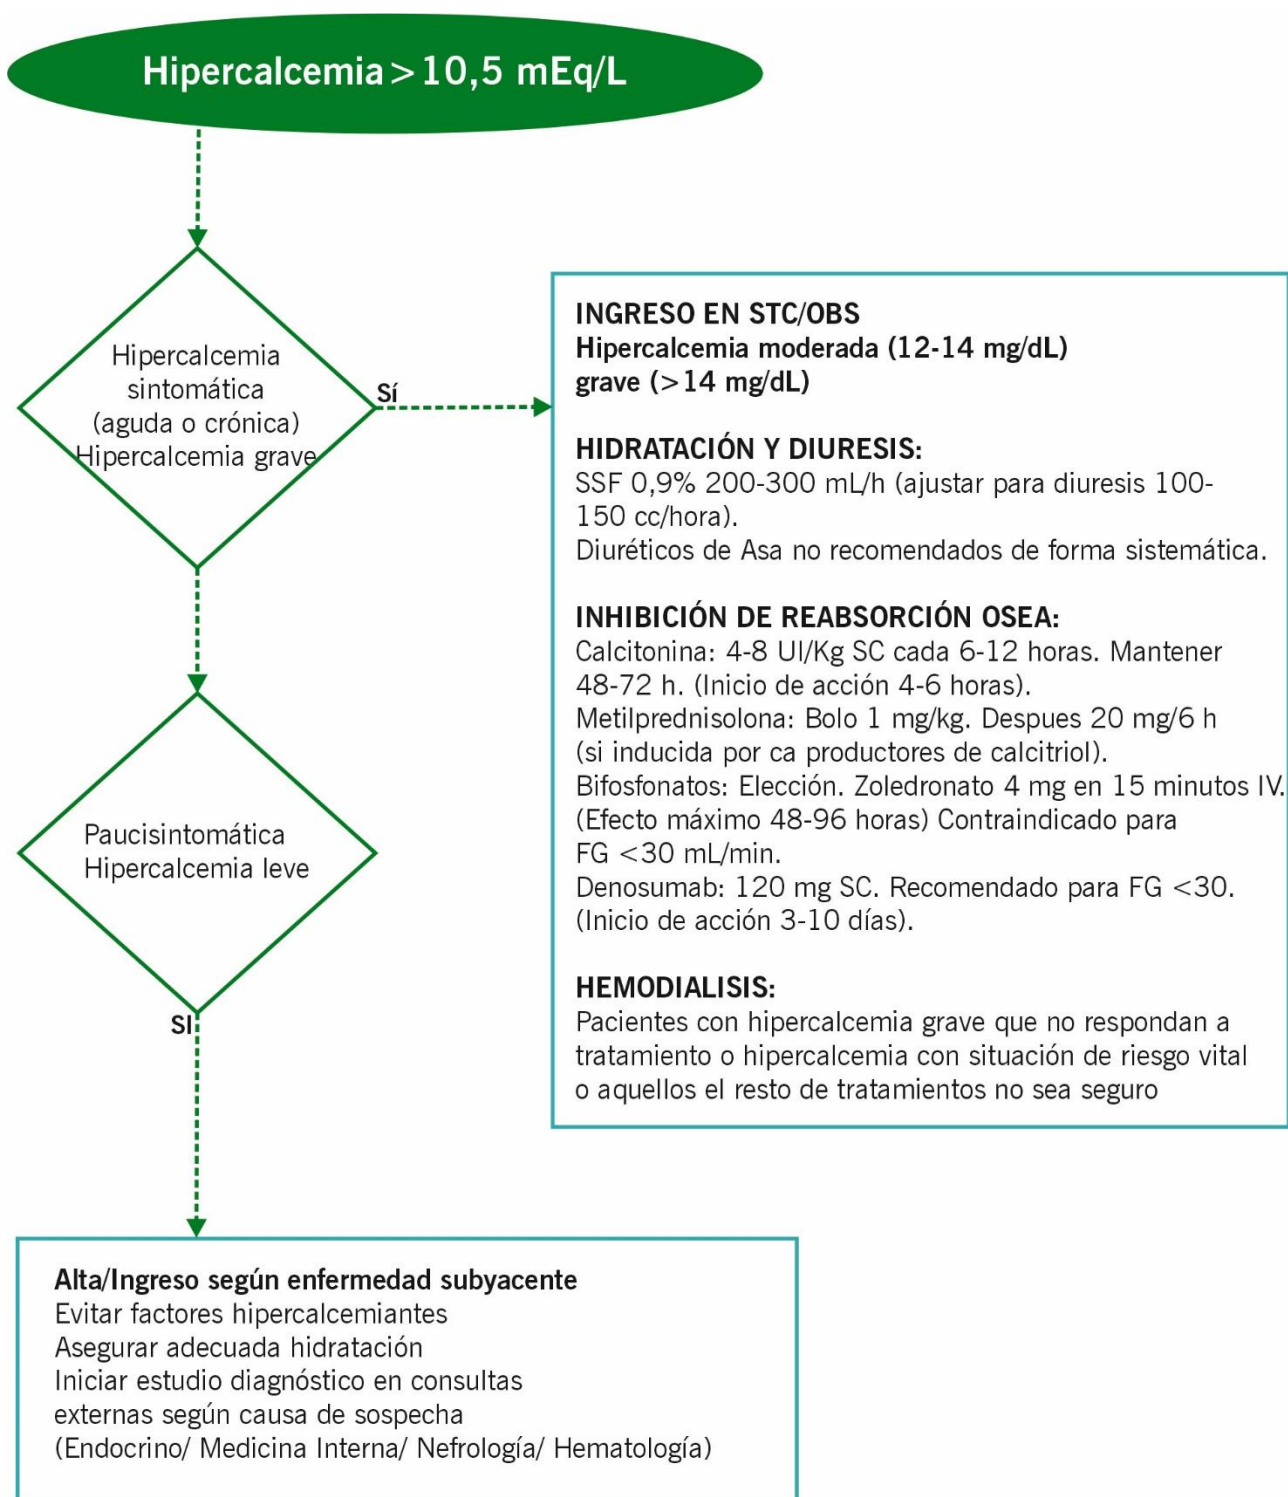 Hipercalcemia > 10,5 mEq/L
Hipercalcemia
sintomática
(aguda o crónica)
Hipercalcemia grave
Sí
INGRESO EN STC/OBS
Hipercalcemia moderada (12-14 mg/dL)
grave (>14 mg/dL)
HIDRATACIÓN Y DIURESIS:
SSF 0,9% 200-300 mL/h (ajustar para diuresis 100-
150 cc/hora).
Diuréticos de Asa no recomendados de forma sistemática.
INHIBICIÓN DE REABSORCIÓN OSEA:
Calcitonina: 4-8 UI/Kg SC cada 6-12 horas. Mantener
48-72 h. (Inicio de acción 4-6 horas).
Metilprednisolona: Bolo 1 mg/kg. Despues 20 mg/6 h
(si inducida por ca productores de calcitriol).
Bifosfonatos: Elección. Zoledronato 4 mg en 15 minutos IV.
(Efecto máximo 48-96 horas) Contraindicado para
FG <30 mL/min.
Denosumab: 120 mg SC. Recomendado para FG <30.
(Inicio de acción 3-10 días).
HEMODIALISIS:
Pacientes con hipercalcemia grave que no respondan a
tratamiento o hipercalcemia con situación de riesgo vital
o aquellos el resto de tratamientos no sea seguro
Paucisintomática
Hipercalcemia leve
SI
Alta/Ingreso según enfermedad subyacente
Evitar factores hipercalcemiantes
Asegurar adecuada hidratación
Iniciar estudio diagnóstico en consultas
externas según causa de sospecha
(Endocrino/ Medicina Interna/ Nefrología/ Hematología)